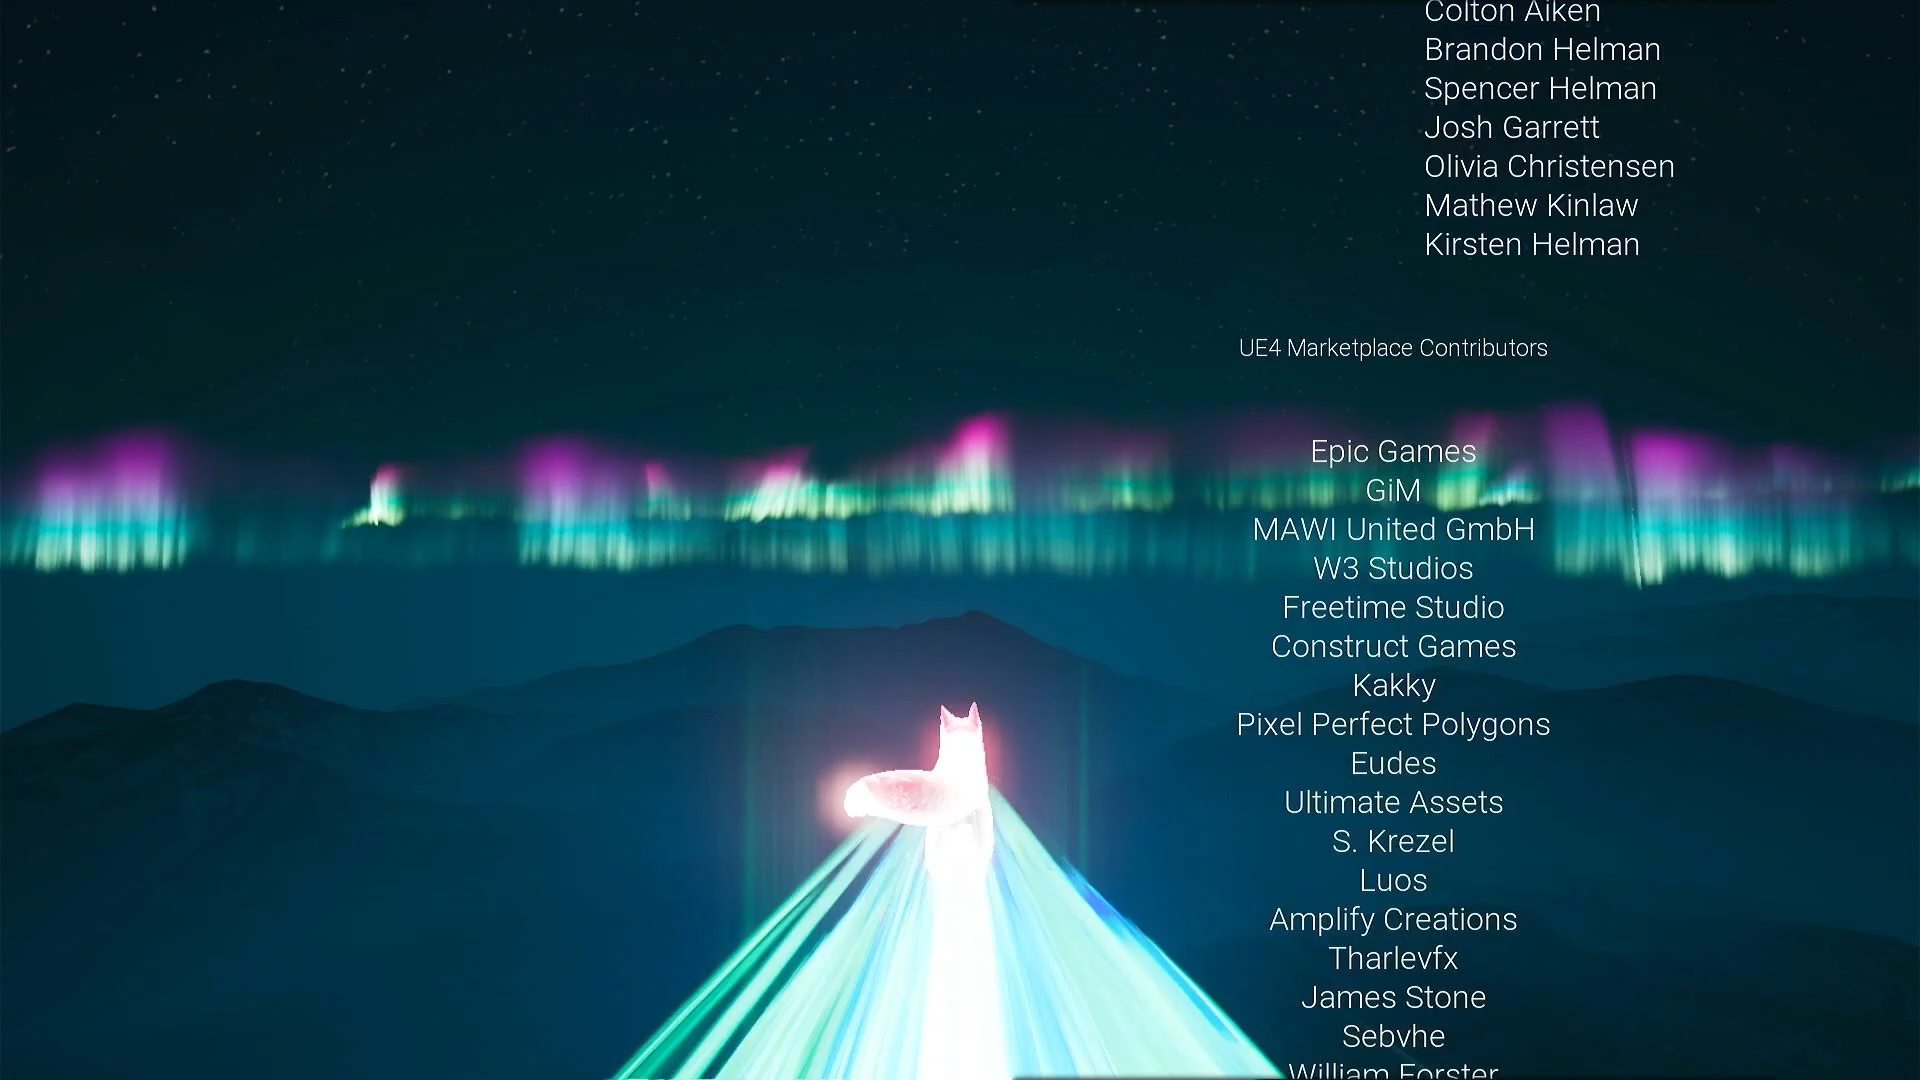 Colton Aiken
Brandon Helman
Spencer Helman
Josh Garrett
Olivia Christensen
Mathew Kinlaw
Kirsten Helman
UE4 Marketplace Contributors
Epic Games
GiM
MAWI United GmbH
W3 Studios
Freetime Studio
Construct Games
Kakky
Pixel Perfect Polygons
Eudes
Ultimate Assets
S. Krezel
Luos
Amplify Creations
Tharlevfx
James Stone
Sebvhe
William Forster